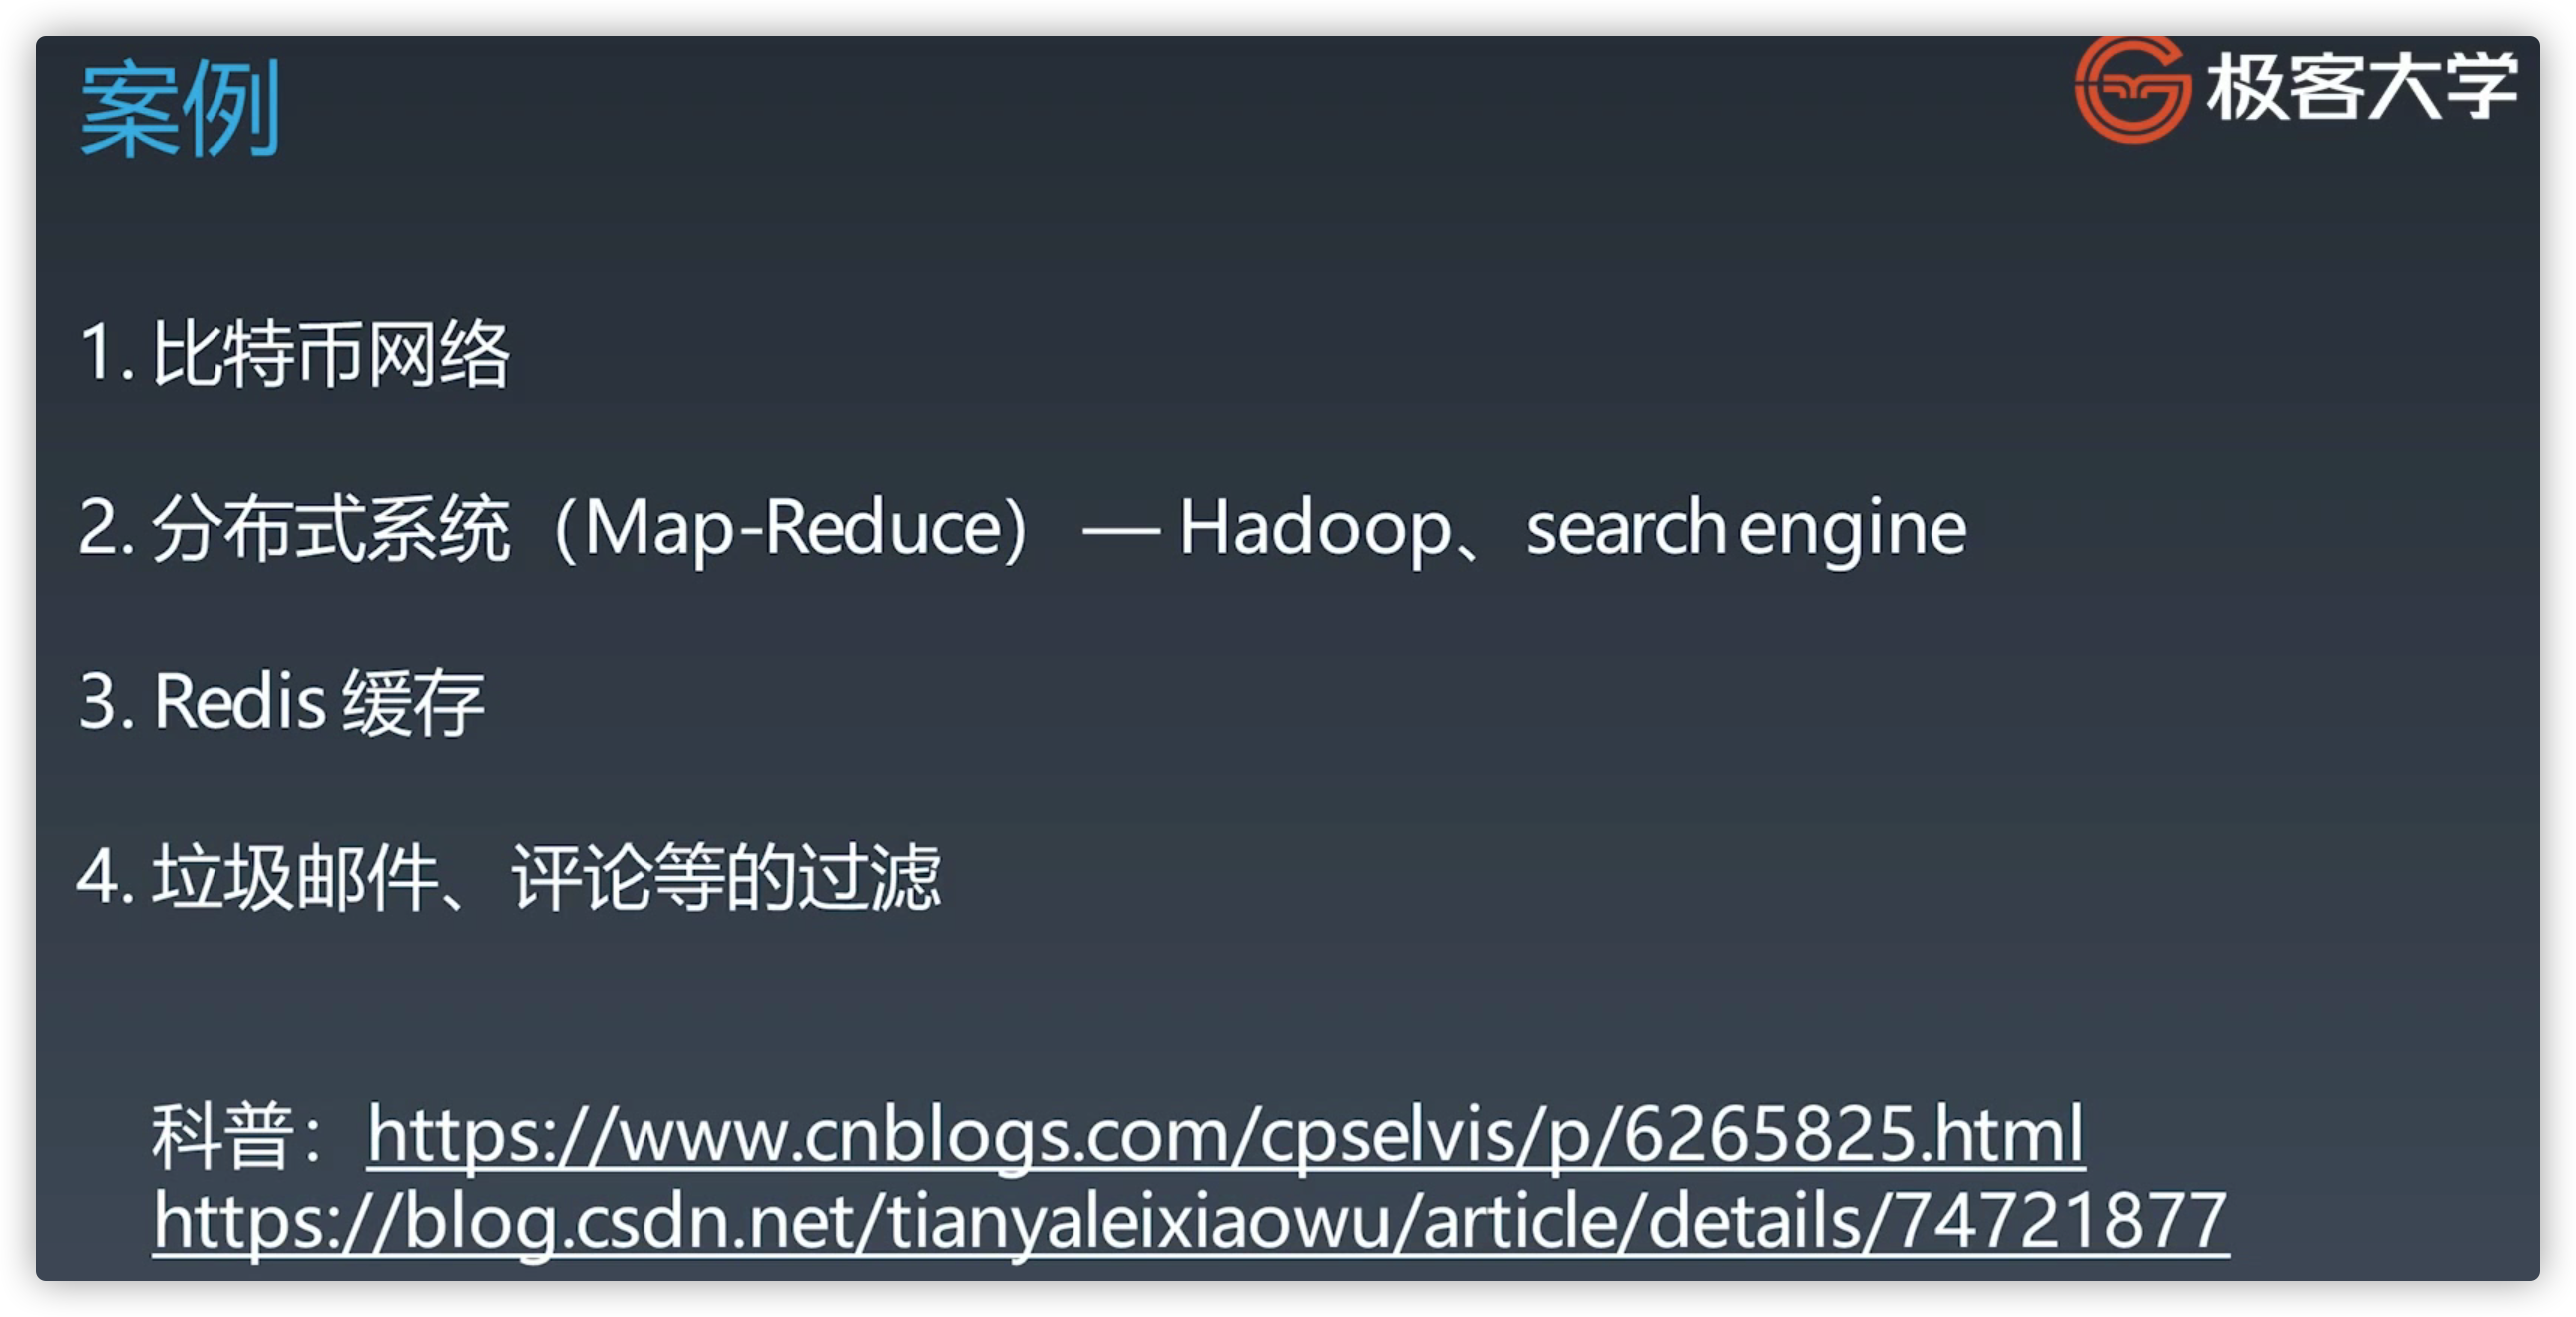 案例
极客大学
1. 比特币网络
2. 分布式系统（Map-Reduce） — Hadoop、search engine
3. Redis 缓存
4. 垃圾邮件、评论等的过滤
科普：https://www.cnblogs.com/cpselvis/p/6265825.html
https://blog.csdn.net/tianyaleixiaowu/article/details/74721877